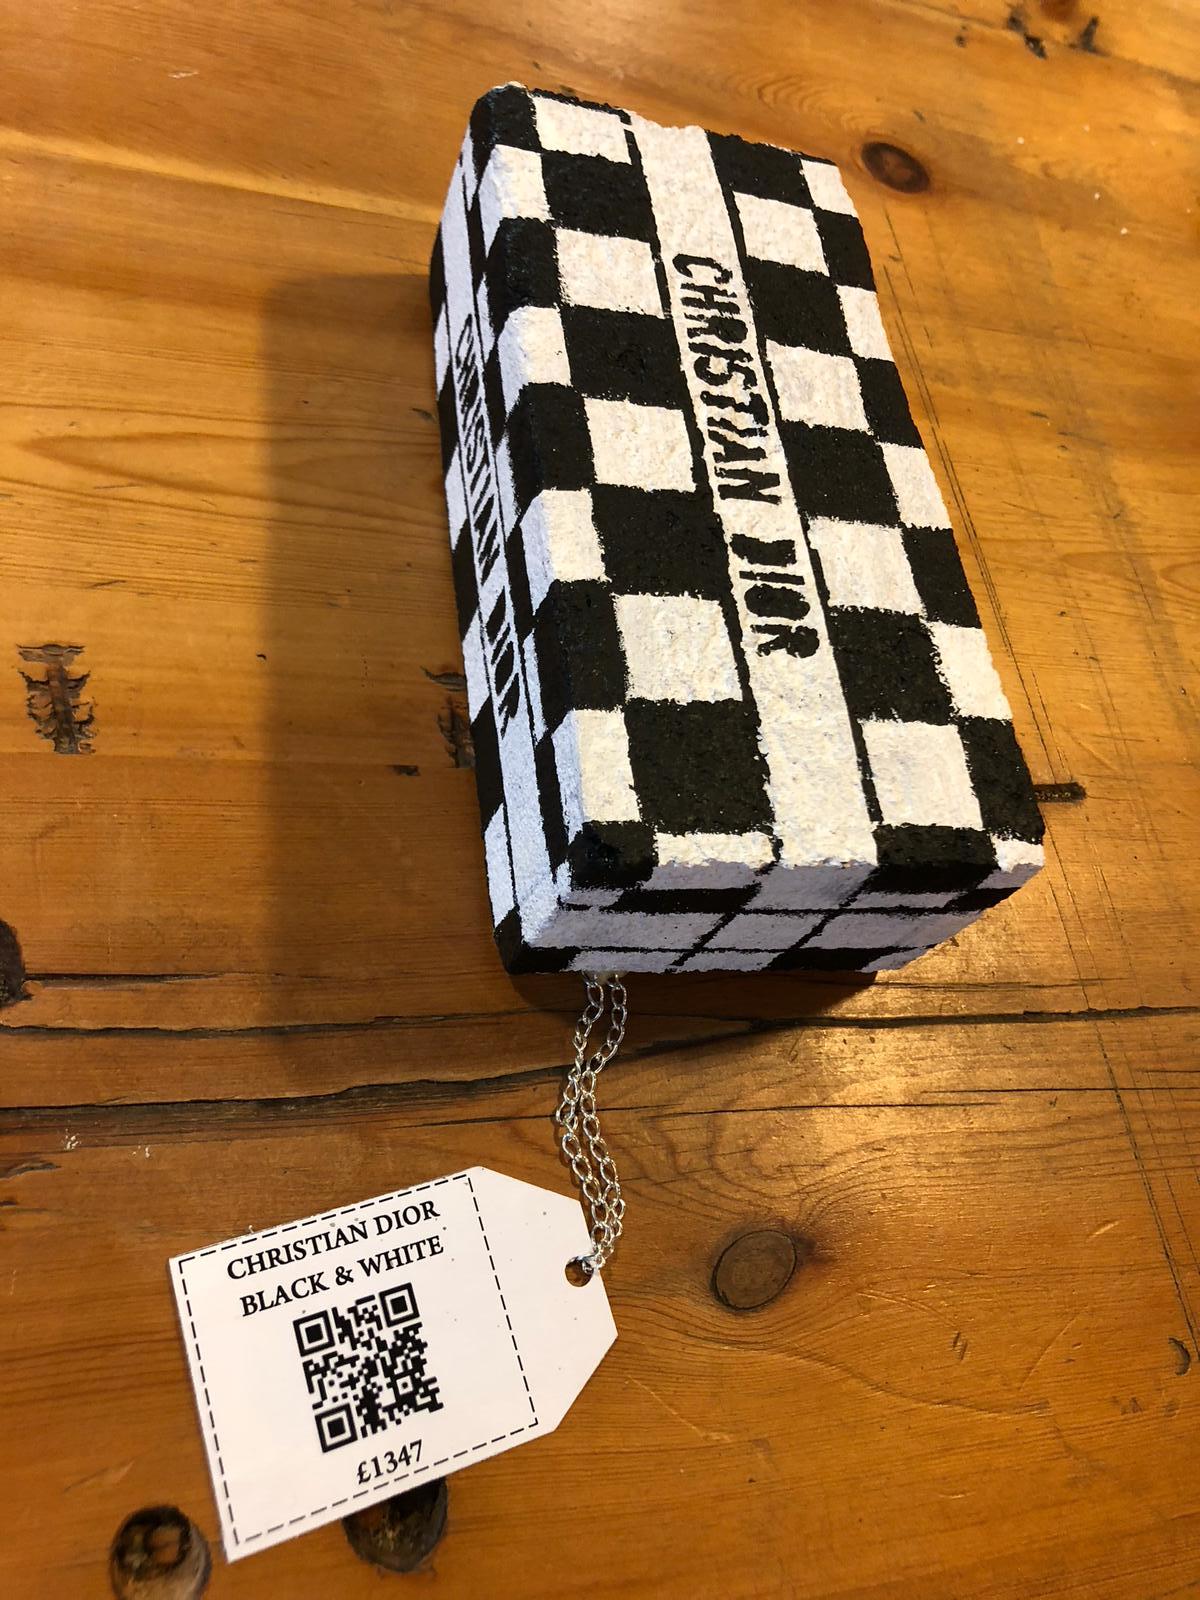 CHRISTIAN DIOR
CHRISTIAN DIOR
CHRISTIAN DIOR
BLACK & WHITE
£1347